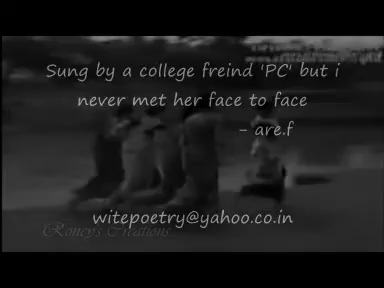 Sung by a college freind 'PC' but i
never met her face to face
- are.f
witepoetry@yahoo.co.in
Roney's Creations...